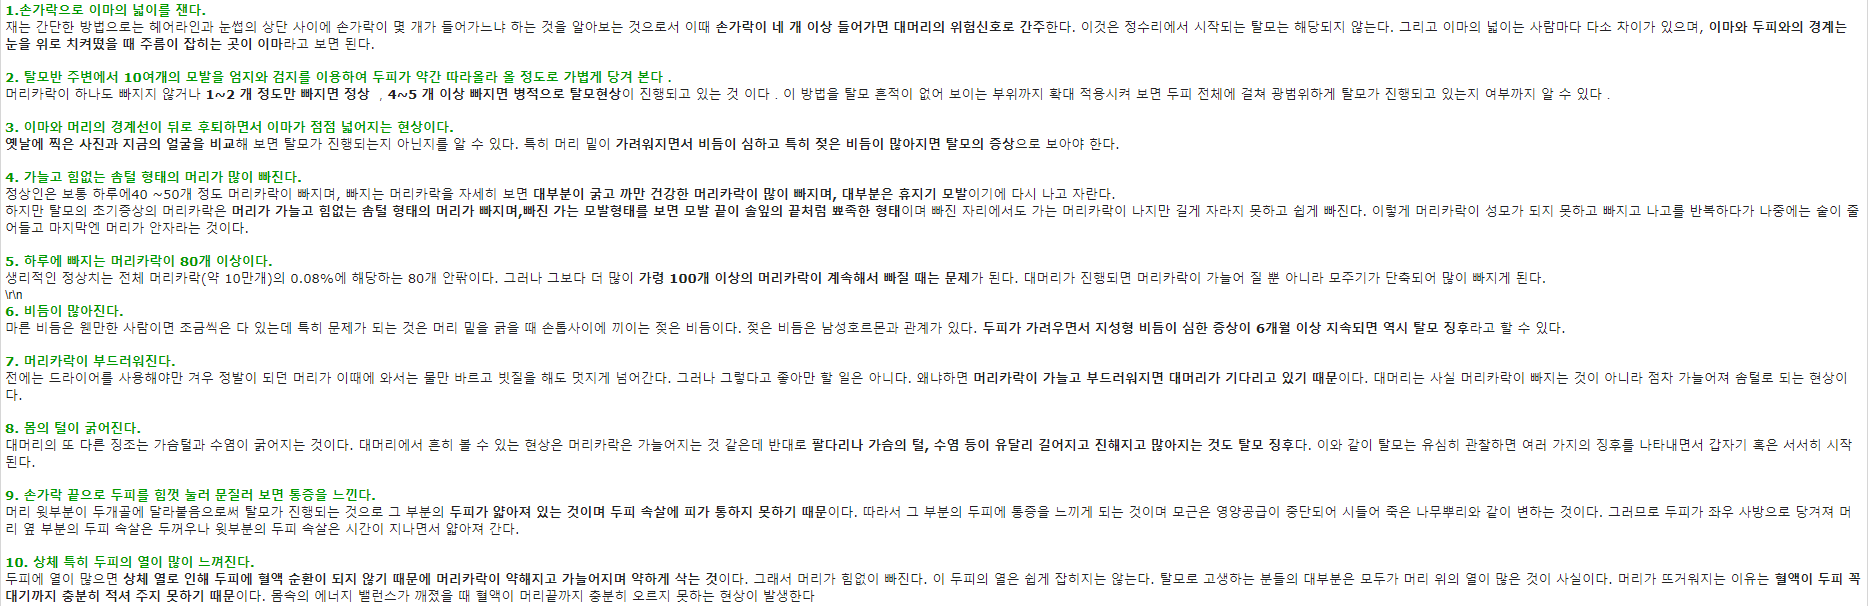 1.손가락으로 이마의 넓이를 잰다.
재는 간단한 방법으로는 헤어라인과 눈썹의 상단 사이에 손가락이 몇 개가 들어가느냐 하는 것을 알아보는 것으로서 이때 손가락이 네 개 이상 들어가면 대머리의 위험신호로 간주한다. 이것은 정수리에서 시작되는 탈모는 해당되지 않는다. 그리고 이마의 넓이는 사람마다 다소 차이가 있으며, 이마와 두피와의 경계는
눈을 위로 치켜떴을 때 주름이 잡히는 곳이 이마라고 보면 된다.
2. 탈모반 주변에서 10여개의 모발을 엄지와 검지를 이용하여 두피가 약간 따라올라 올 정도로 가볍게 당겨 본다 .
머리카락이 하나도 빠지지 않거나 1~2 개 정도만 빠지면 정상 , 4~5 개 이상 빠지면 병적으로 탈모현상이 진행되고 있는 것 이다 . 이 방법을 탈모 흔적이 없어 보이는 부위까지 확대 적용시켜 보면 두피 전체에 걸쳐 광범위하게 탈모가 진행되고 있는지 여부까지 알 수 있다 .
3. 이마와 머리의 경계선이 뒤로 후퇴하면서 이마가 점점 넓어지는 현상이다.
옛날에 찍은 사진과 지금의 얼굴을 비교해 보면 탈모가 진행되는지 아닌지를 알 수 있다. 특히 머리 밑이 가려워지면서 비듬이 심하고 특히 젖은 비듬이 많아지면 탈모의 증상으로 보아야 한다.
4. 가늘고 힘없는 솜털 형태의 머리가 많이 빠진다.
정상인은 보통 하루에40 ~50개 정도 머리카락이 빠지며, 빠지는 머리카락을 자세히 보면 대부분이 굵고 까만 건강한 머리카락이 많이 빠지며, 대부분은 휴지기 모발이기에 다시 나고 자란다.
하지만 탈모의 초기증상의 머리카락은 머리가 가늘고 힘없는 솜털 형태의 머리가 빠지며,빠진 가는 모발형태를 보면 모발 끝이 솔잎의 끝처럼 뾰족한 형태이며 빠진 자리에서도 가는 머리카락이 나지만 길게 자라지 못하고 쉽게 빠진다. 이렇게 머리카락이 성모가 되지 못하고 빠지고 나고를 반복하다가 나중에는 숱이 줄
어들고 마지막엔 머리가 안자라는 것이다.
5. 하루에 빠지는 머리카락이 80개 이상이다.
생리적인 정상치는 전체 머리카락(약 10만개)의 0.08%에 해당하는 80개 안팎이다. 그러나 그보다 더 많이 가령 100개 이상의 머리카락이 계속해서 빠질 때는 문제가 된다. 대머리가 진행되면 머리카락이 가늘어 질 뿐 아니라 모주기가 단축되어 많이 빠지게 된다.
\r\n
6. 비듬이 많아진다.
마른 비듬은 웬만한 사람이면 조금씩은 다 있는데 특히 문제가 되는 것은 머리 밑을 긁을 때 손톱사이에 끼이는 젖은 비듬이다. 젖은 비듬은 남성호르몬과 관계가 있다. 두피가 가려우면서 지성형 비듬이 심한 증상이 6개월 이상 지속되면 역시 탈모 징후라고 할 수 있다.
7. 머리카락이 부드러워진다.
전에는 드라이어를 사용해야만 겨우 정발이 되던 머리가 이때에 와서는 물만 바르고 빗질을 해도 멋지게 넘어간다. 그러나 그렇다고 좋아만 할 일은 아니다. 왜냐하면 머리카락이 가늘고 부드러워지면 대머리가 기다리고 있기 때문이다. 대머리는 사실 머리카락이 빠지는 것이 아니라 점차 가늘어져 솜털로 되는 현상이
다.
8. 몸의 털이 굵어진다.
대머리의 또 다른 징조는 가슴털과 수염이 굵어지는 것이다. 대머리에서 흔히 볼 수 있는 현상은 머리카락은 가늘어지는 것 같은데 반대로 팔다리나 가슴의 털, 수염 등이 유달리 길어지고 진해지고 많아지는 것도 탈모 징후다. 이와 같이 탈모는 유심히 관찰하면 여러 가지의 징후를 나타내면서 갑자기 혹은 서서히 시작
된다.
9. 손가락 끝으로 두피를 힘껏 눌러 문질러 보면 통증을 느낀다.
머리 윗부분이 두개골에 달라붙음으로써 탈모가 진행되는 것으로 그 부분의 두피가 얇아져 있는 것이며 두피 속살에 피가 통하지 못하기 때문이다. 따라서 그 부분의 두피에 통증을 느끼게 되는 것이며 모근은 영양공급이 중단되어 시들어 죽은 나무뿌리와 같이 변하는 것이다. 그러므로 두피가 좌우 사방으로 당겨져 머
리 옆 부분의 두피 속살은 두꺼우나 윗부분의 두피 속살은 시간이 지나면서 얇아져 간다.
10. 상체 특히 두피의 열이 많이 느껴진다.
두피에 열이 많으면 상체 열로 인해 두피에 혈액 순환이 되지 않기 때문에 머리카락이 약해지고 가늘어지며 약하게 삭는 것이다. 그래서 머리가 힘없이 빠진다. 이 두피의 열은 쉽게 잡히지는 않는다. 탈모로 고생하는 분들의 대부분은 모두가 머리 위의 열이 많은 것이 사실이다. 머리가 뜨거워지는 이유는 혈액이 두피 꼭
대기까지 충분히 적셔 주지 못하기 때문이다. 몸속의 에너지 밸런스가 깨졌을 때 혈액이 머리끝까지 충분히 오르지 못하는 현상이 발생한다